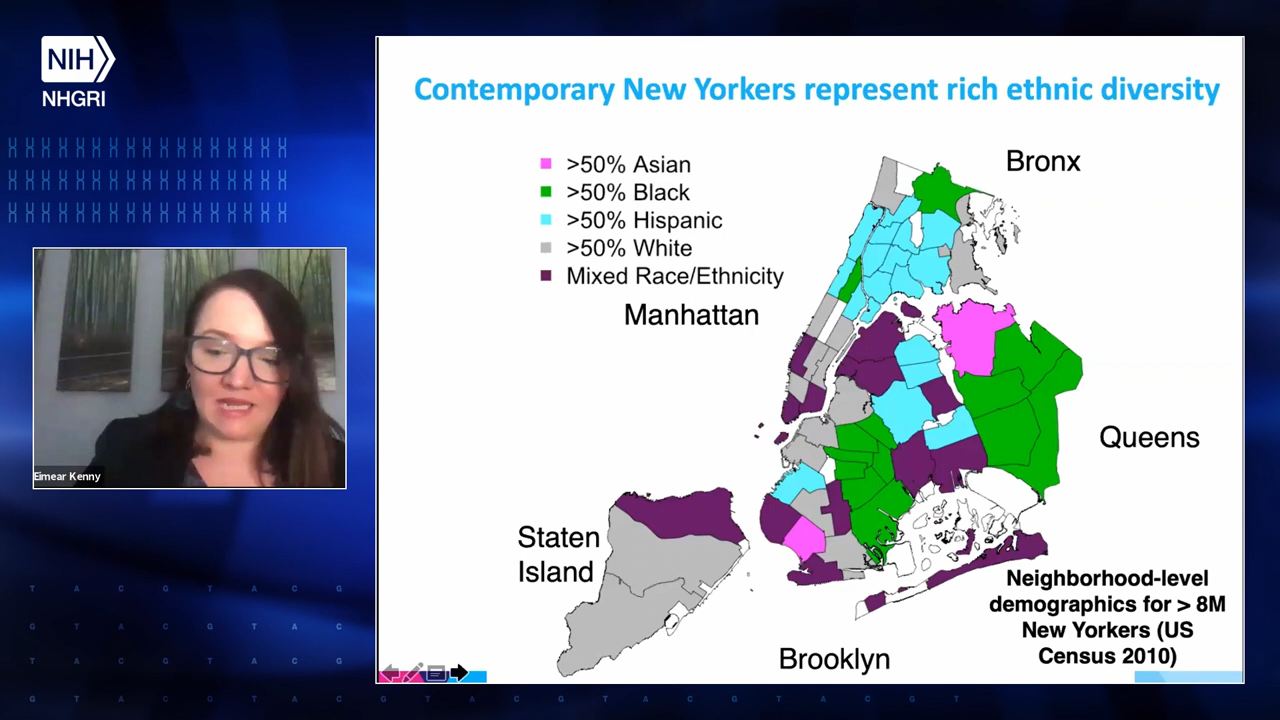 NIH
NHGRI
Contemporary New Yorkers represent rich ethnic diversity
>50% Asian
>50% Black
>50% Hispanic
>50% White
Mixed Race/Ethnicity
Bronx
Manhattan
Queens
Staten
Island
Brooklyn
Neighborhood-level
demographics for > 8M
New Yorkers (US
Census 2010)
Eimear Kenny
T A C G T A C G
G T A C G T A C
T A C G T A C G
G T A C G T A C G T A C G T A C G T A C G T A C G T